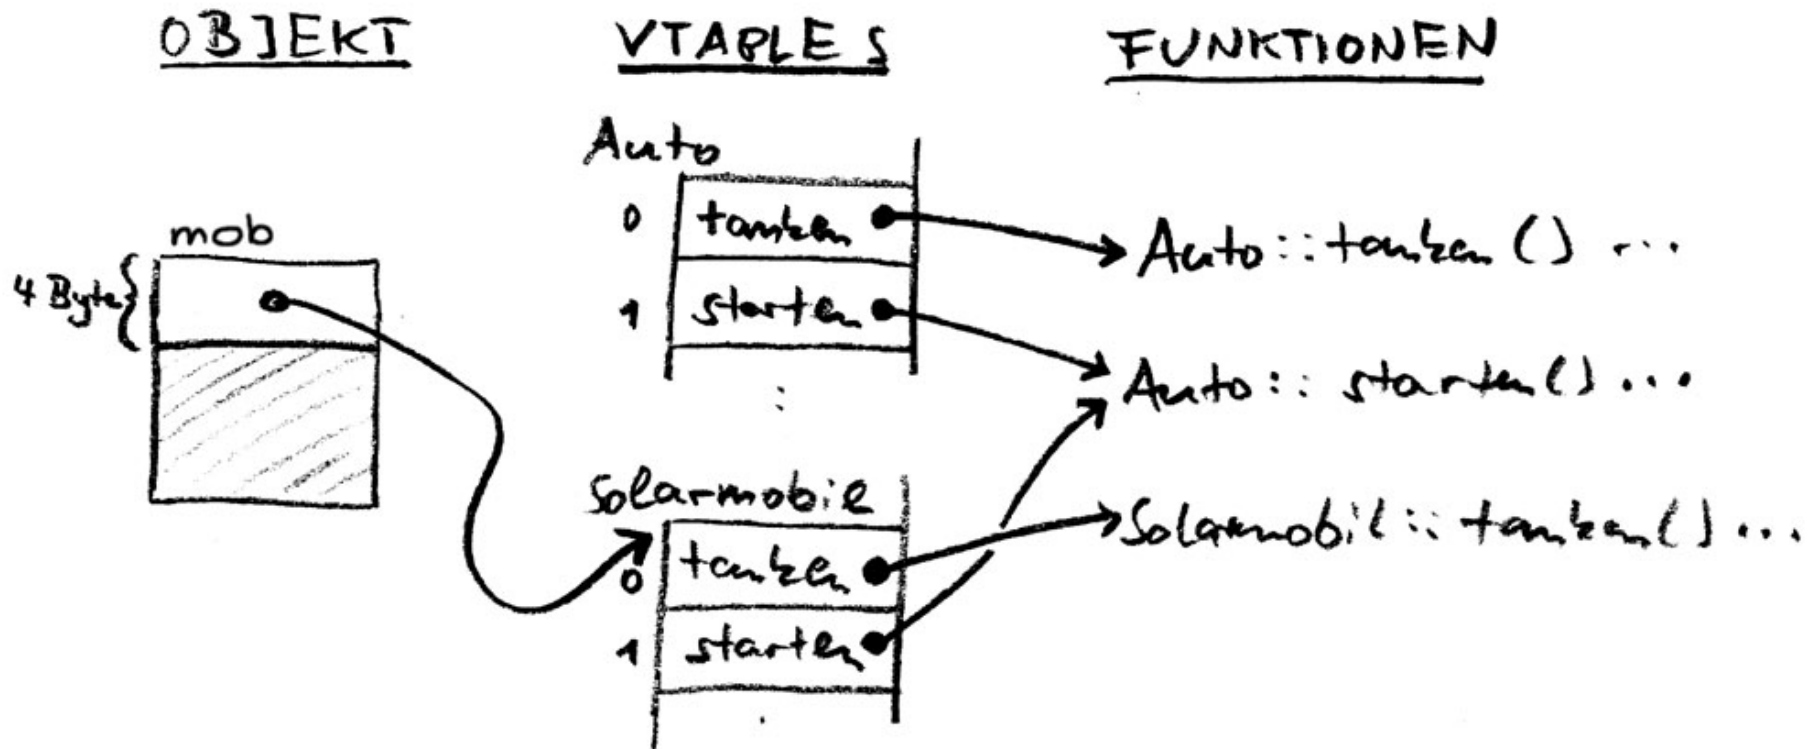 OBJEKT
VTABLES
FUNKTIONEN
Auto
0 tanken
Auto::tanken() ...
mob
4 Byte
1 starten
Auto::starten() ...
:
Solarmobil
0 tanken
Solarmobil::tanken() ...
1 starten
.